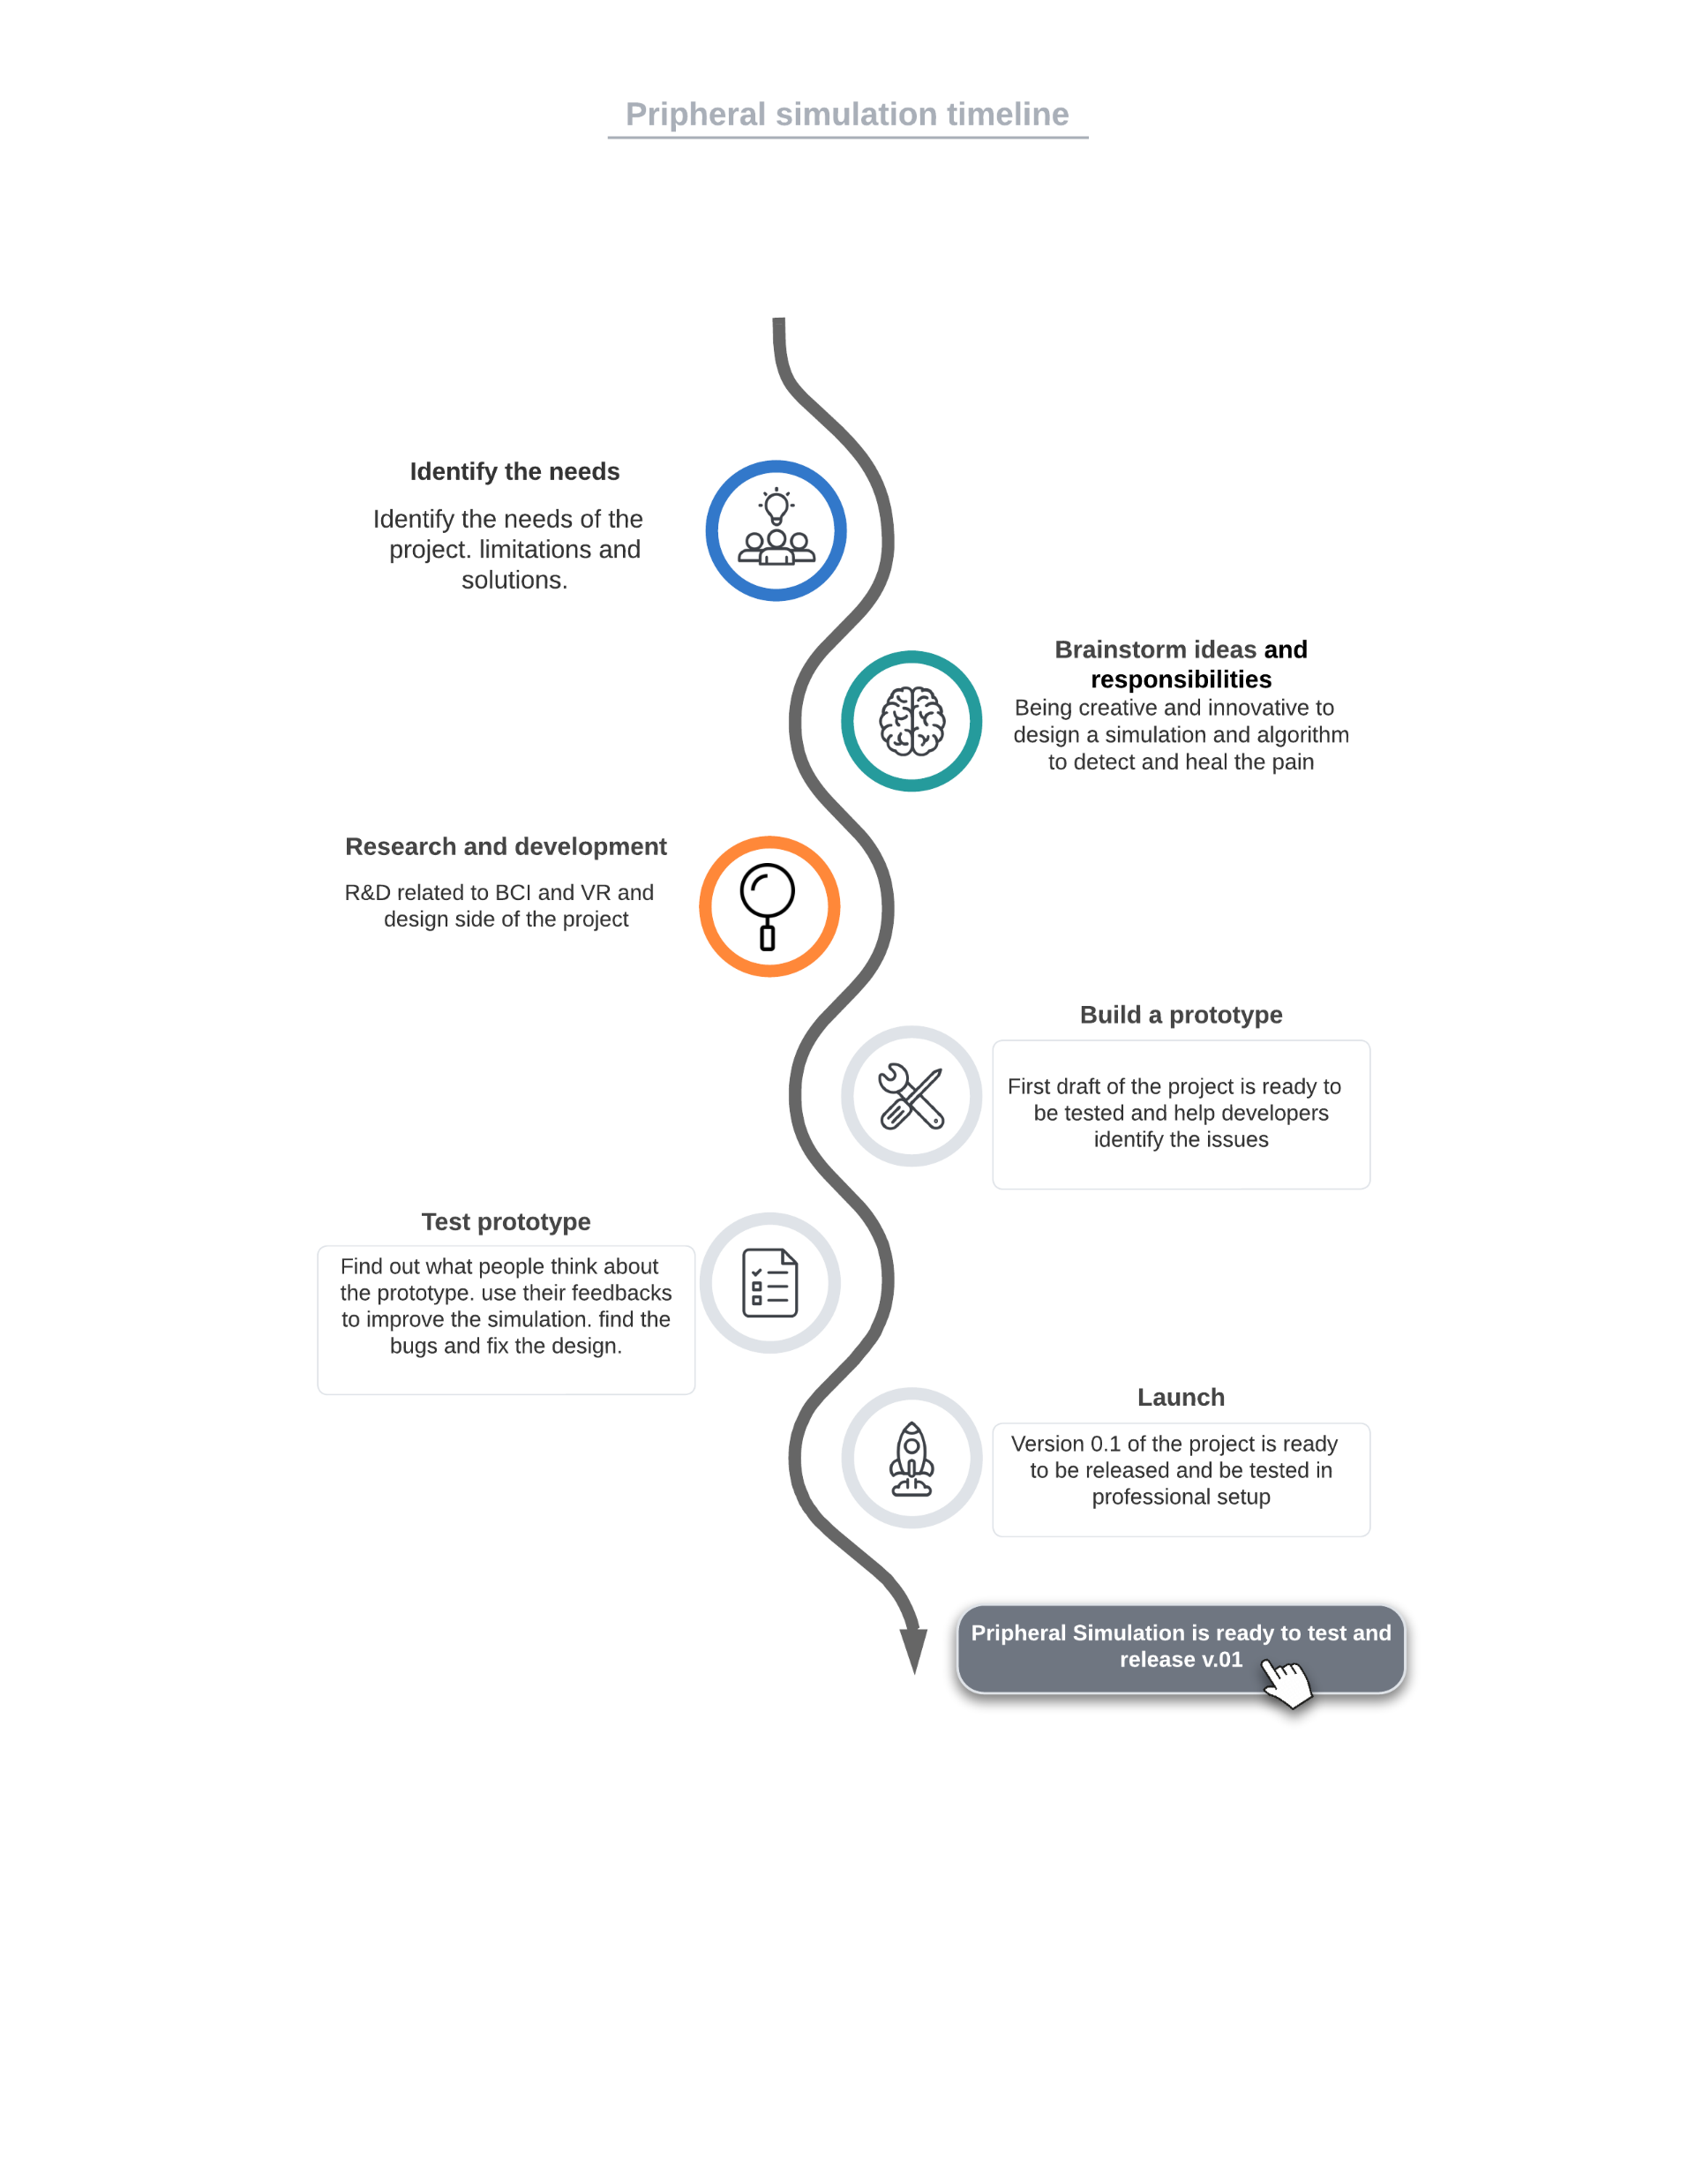 Pripheral simulation timeline
Identify the needs
Identify the needs of the
project. limitations and
solutions.
Brainstorm ideas and
responsibilities
Being creative and innovative to
design a simulation and algorithm
to detect and heal the pain
Research and development
R&D related to BCI and VR and
design side of the project
Build a prototype
First draft of the project is ready to
be tested and help developers
identify the issues
Test prototype
Find out what people think about
the prototype. use their feedbacks
to improve the simulation. find the
bugs and fix the design.
Launch
Version 0.1 of the project is ready
to be released and be tested in
professional setup
Pripheral Simulation is ready to test and
release v.01